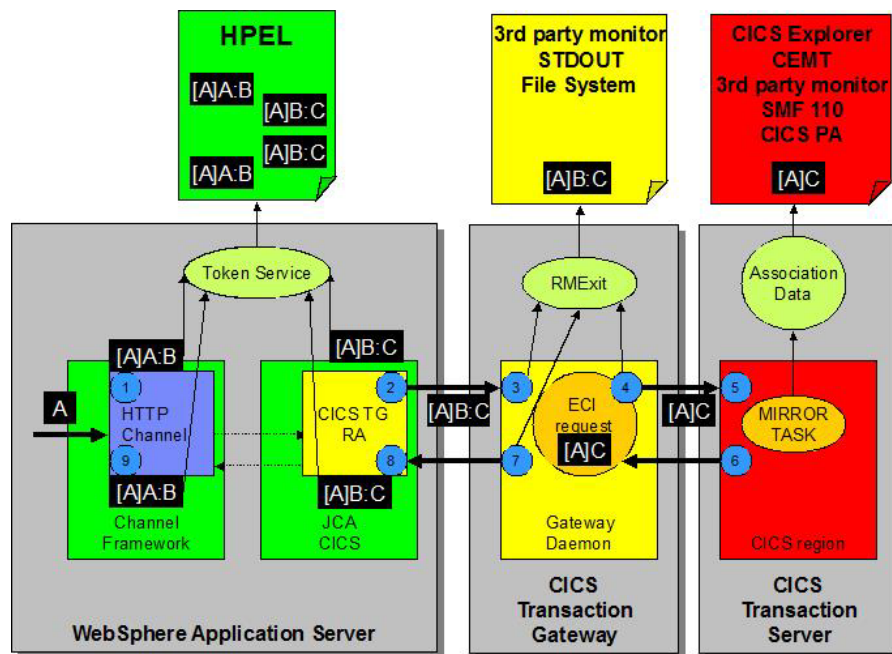 HPEL
[A]A:B
[A]B:C
[A]B:C
[A]A:B
3rd party monitor
STDOUT
File System
[A]B:C
CICS Explorer
CEMT
3rd party monitor
SMF 110
CICS PA
[A]C
Token Service
RMExit
Association
Data
[A]A:B
[A]B:C
A
1
HTTP
Channel
9
[A]A:B
Channel
Framework
2
CICS TG
RA
8
[A]B:C
JCA
CICS
[A]B:C
3
4
ECI
request
[A]C
7
Gateway
Daemon
[A]C
5
MIRROR
TASK
6
CICS region
WebSphere Application Server
CICS
Transaction
Gateway
CICS
Transaction
Server